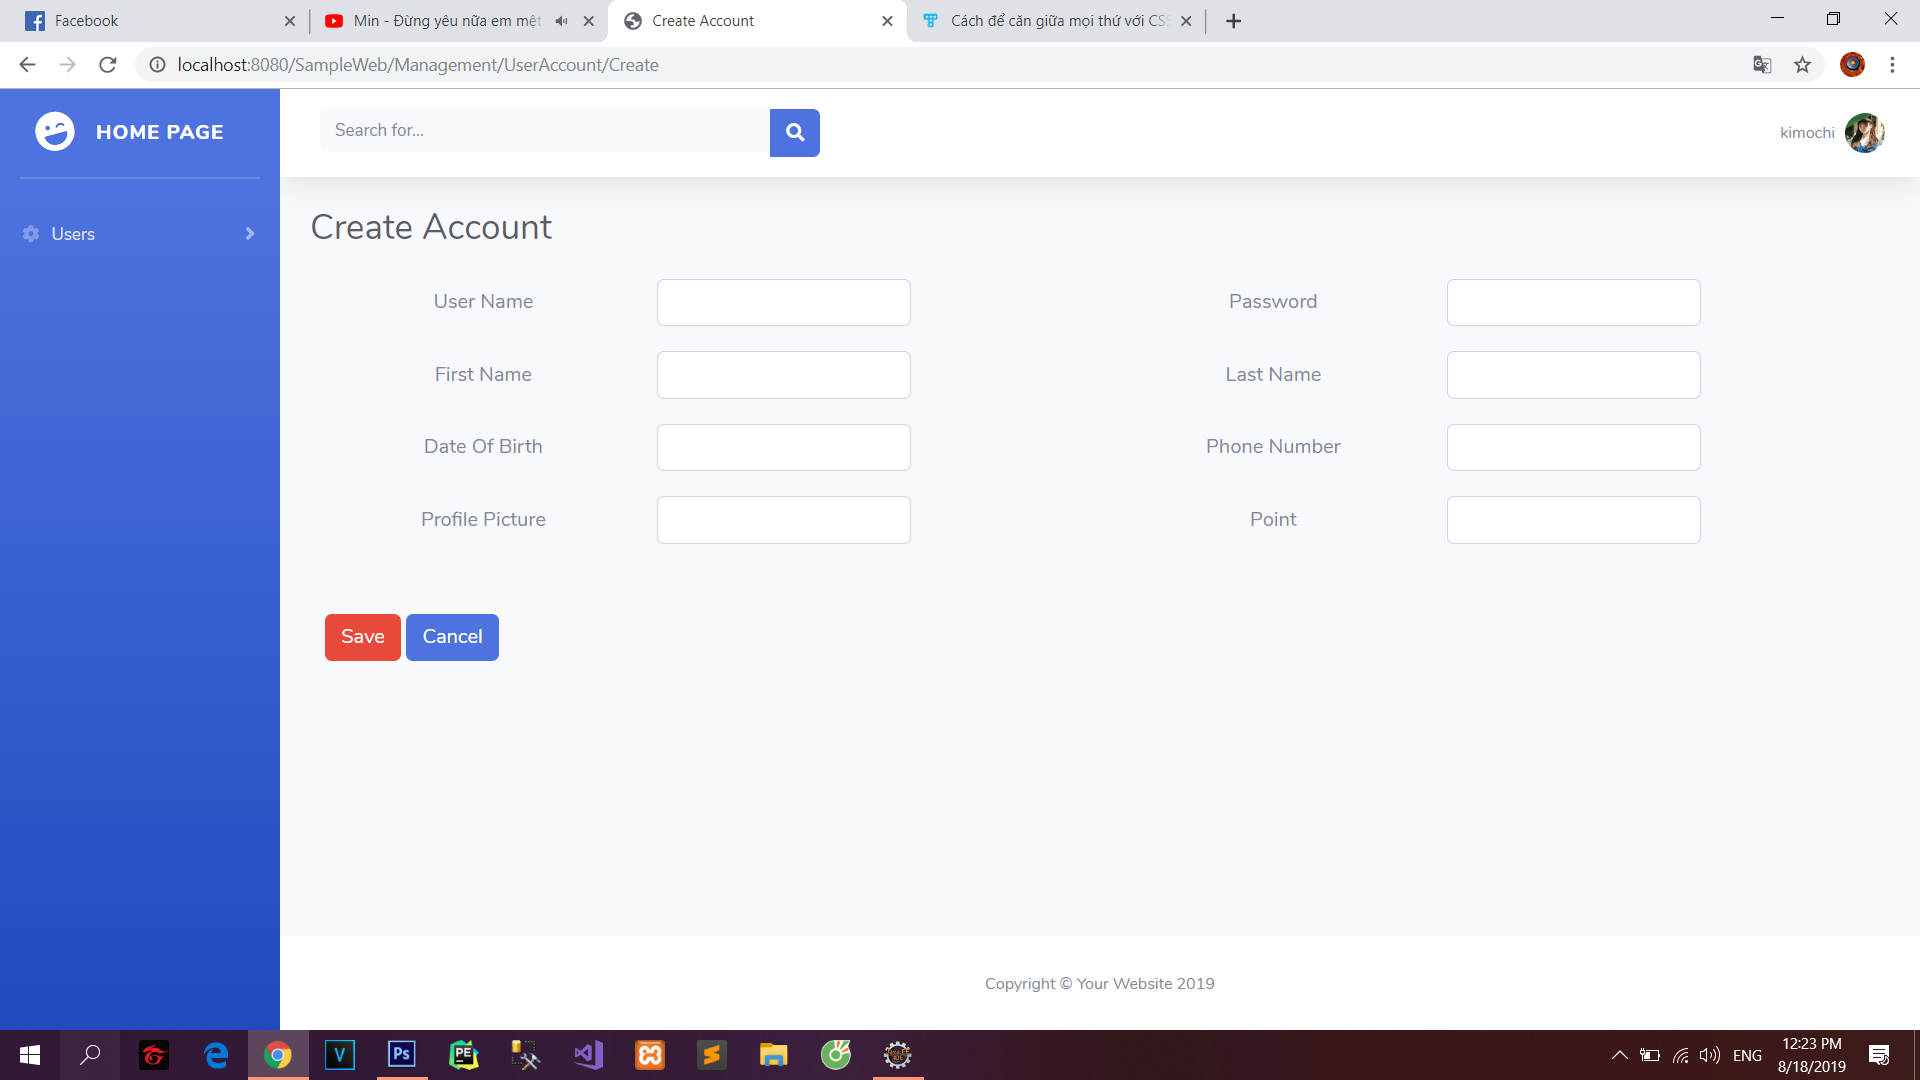 Facebook
Min - Đừng yêu nữa em mệt
Create Account
Cách để căn giữa mọi thứ với CSS
localhost:8080/SampleWeb/Management/UserAccount/Create
HOME PAGE
Search for...
kimochi
Users
Create Account
User Name
Password
First Name
Last Name
Date Of Birth
Phone Number
Profile Picture
Point
Save
Cancel
Copyright © Your Website 2019
V
Ps
PE
ENG
12:23 PM
8/18/2019